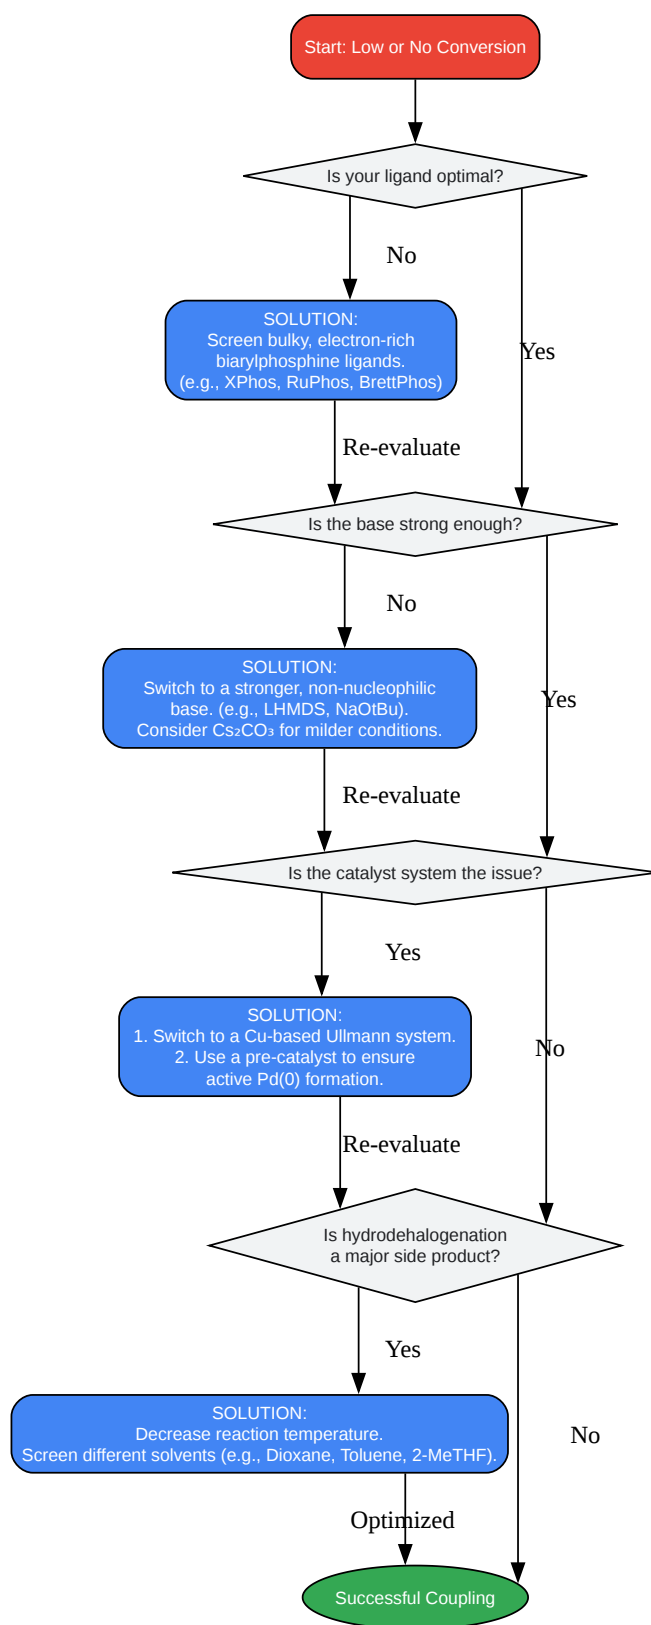 Start: Low or No Conversion
Is your ligand optimal?
No
SOLUTION:
Screen bulky, electron-rich
biarylphosphine ligands.
(e.g., XPhos, RuPhos, BrettPhos)
Yes
Re-evaluate
Is the base strong enough?
No
SOLUTION:
Switch to a stronger, non-nucleophilic
base. (e.g., LHMDS, NaOtBu).
Consider Cs₂CO₃ for milder conditions.
Yes
Re-evaluate
Is the catalyst system the issue?
Yes
SOLUTION:
1. Switch to a Cu-based Ullmann system.
2. Use a pre-catalyst to ensure
active Pd(0) formation.
No
Re-evaluate
Is hydrodehalogenation
a major side product?
Yes
SOLUTION:
Decrease reaction temperature.
Screen different solvents (e.g., Dioxane, Toluene, 2-MeTHF).
No
Optimized
Successful Coupling